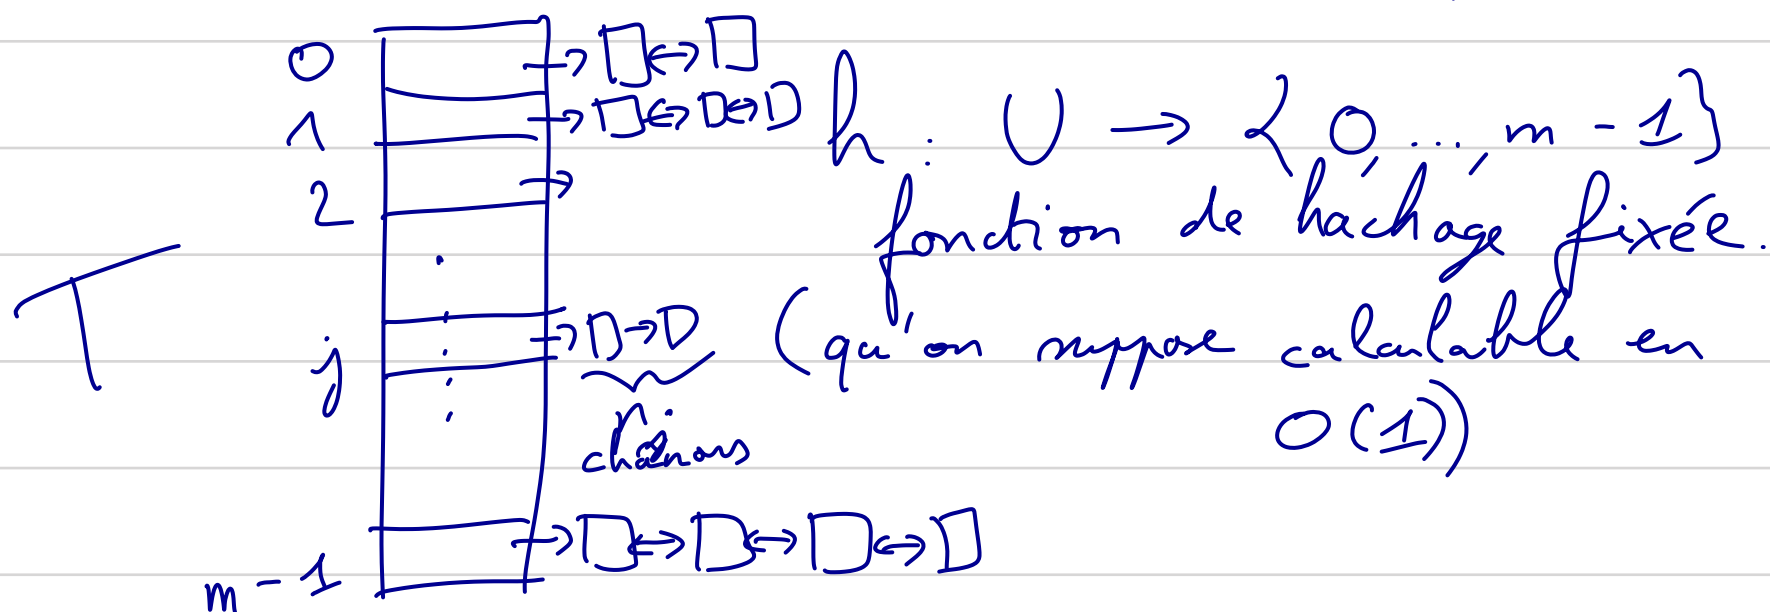 0
1
h : U → {0, ..., m - 1}
2
fonction de hachage fixée.
T
j
(qu'on suppose calculable en
O(1))
chaînons
m - 1